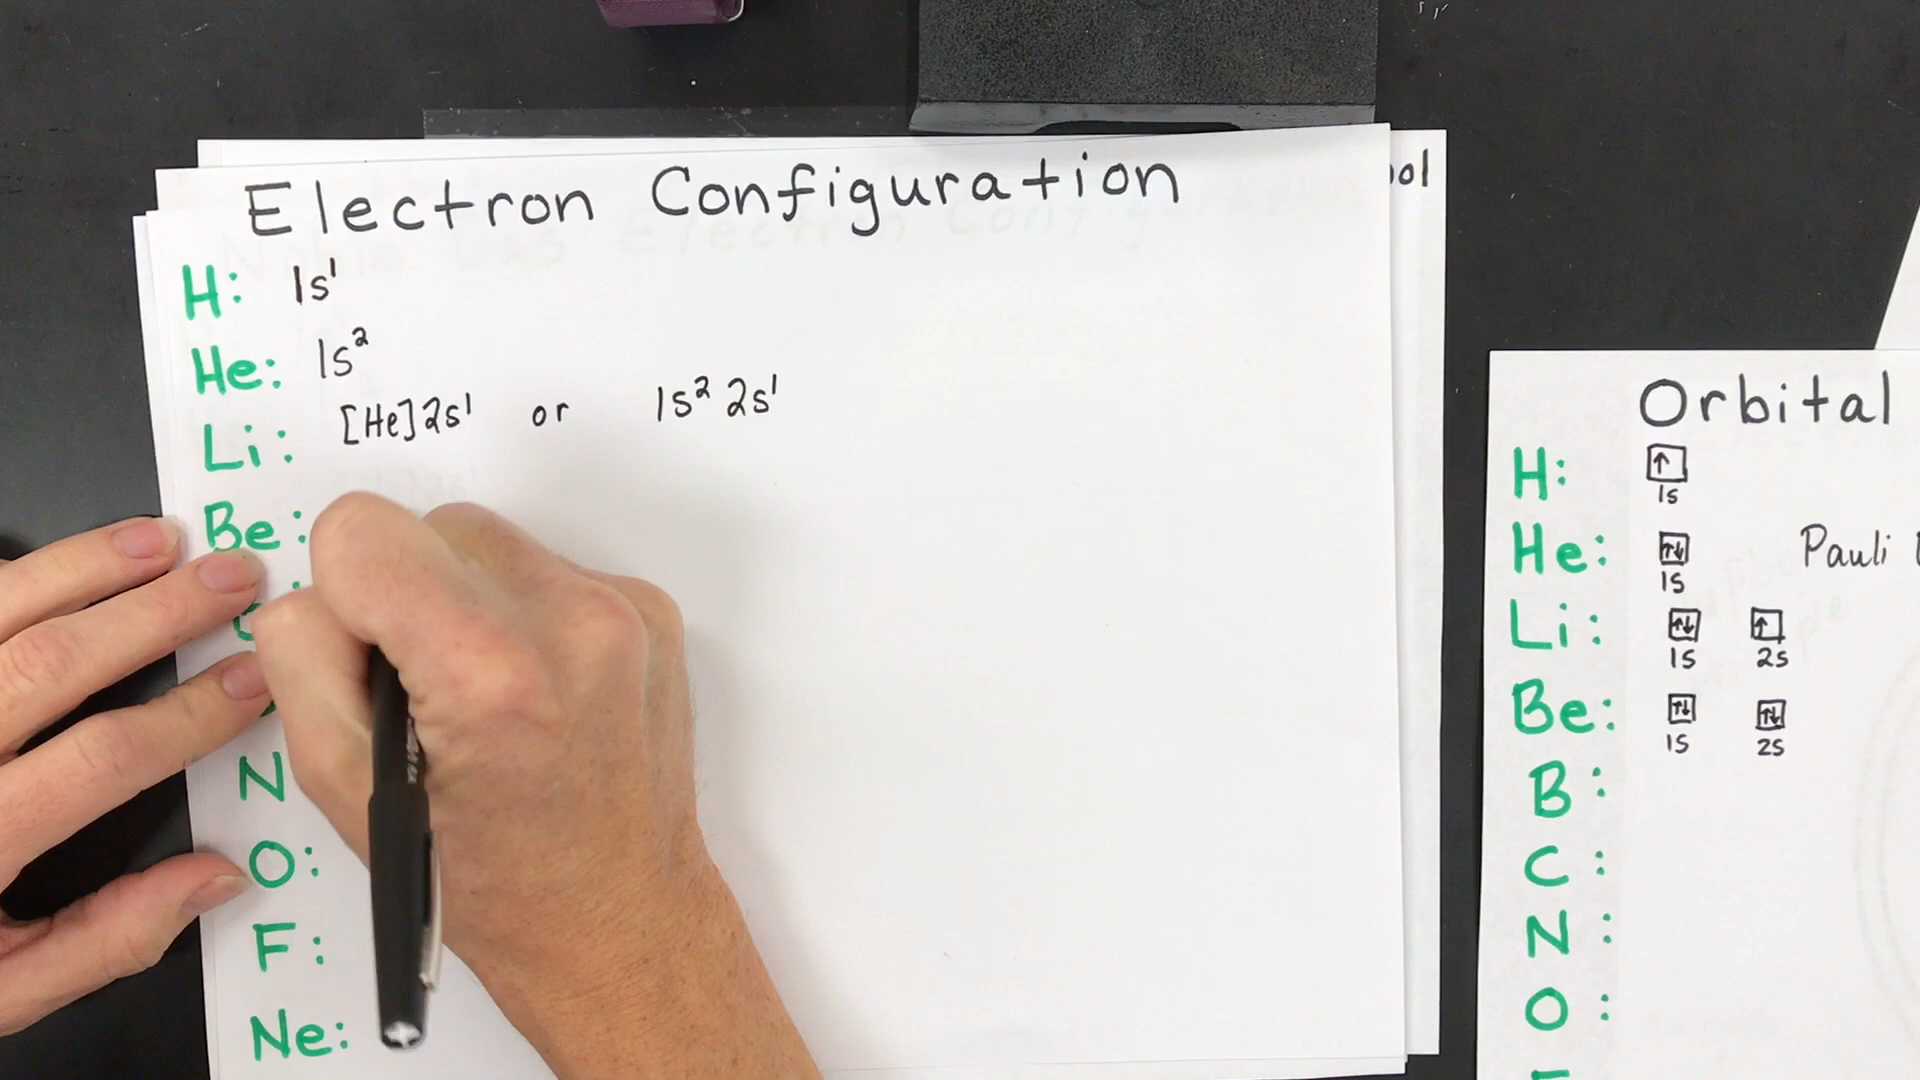 Electron Configuration
H: 1s¹
He: 1s²
Li: [He]2s¹ or 1s² 2s¹
Be:
N
O:
F:
Ne:
Orbital
H: ↑
1s
He: ↑↓ Pauli
1s
Li: ↑↓ ↑
1s 2s
Be: ↑↓ ↑↓
1s 2s
B:
C:
N:
O: